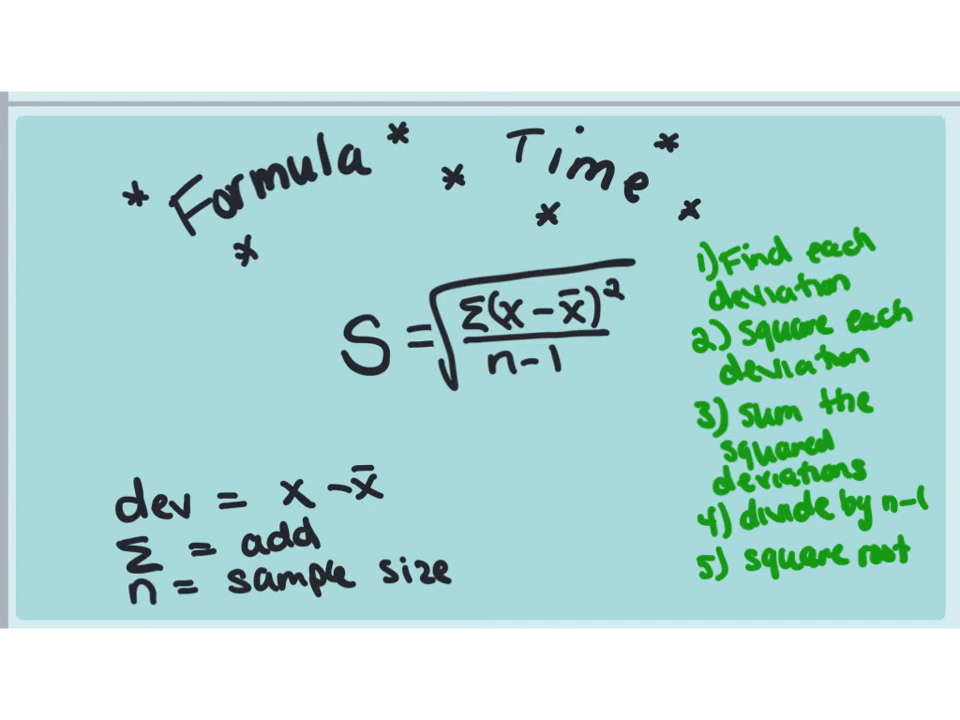 * Formula * * Time *
* * *
S = √(Σ(x - x̄)² / (n - 1))
dev = x - x̄
Σ = add
n = sample size
1) Find each
deviation
2) square each
deviation
3) sum the
squared
deviations
4) divide by n-1
5) square root